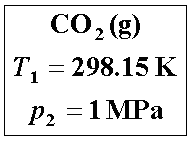 CO₂ (g)
T₁ = 298.15 K
p₂ = 1 MPa